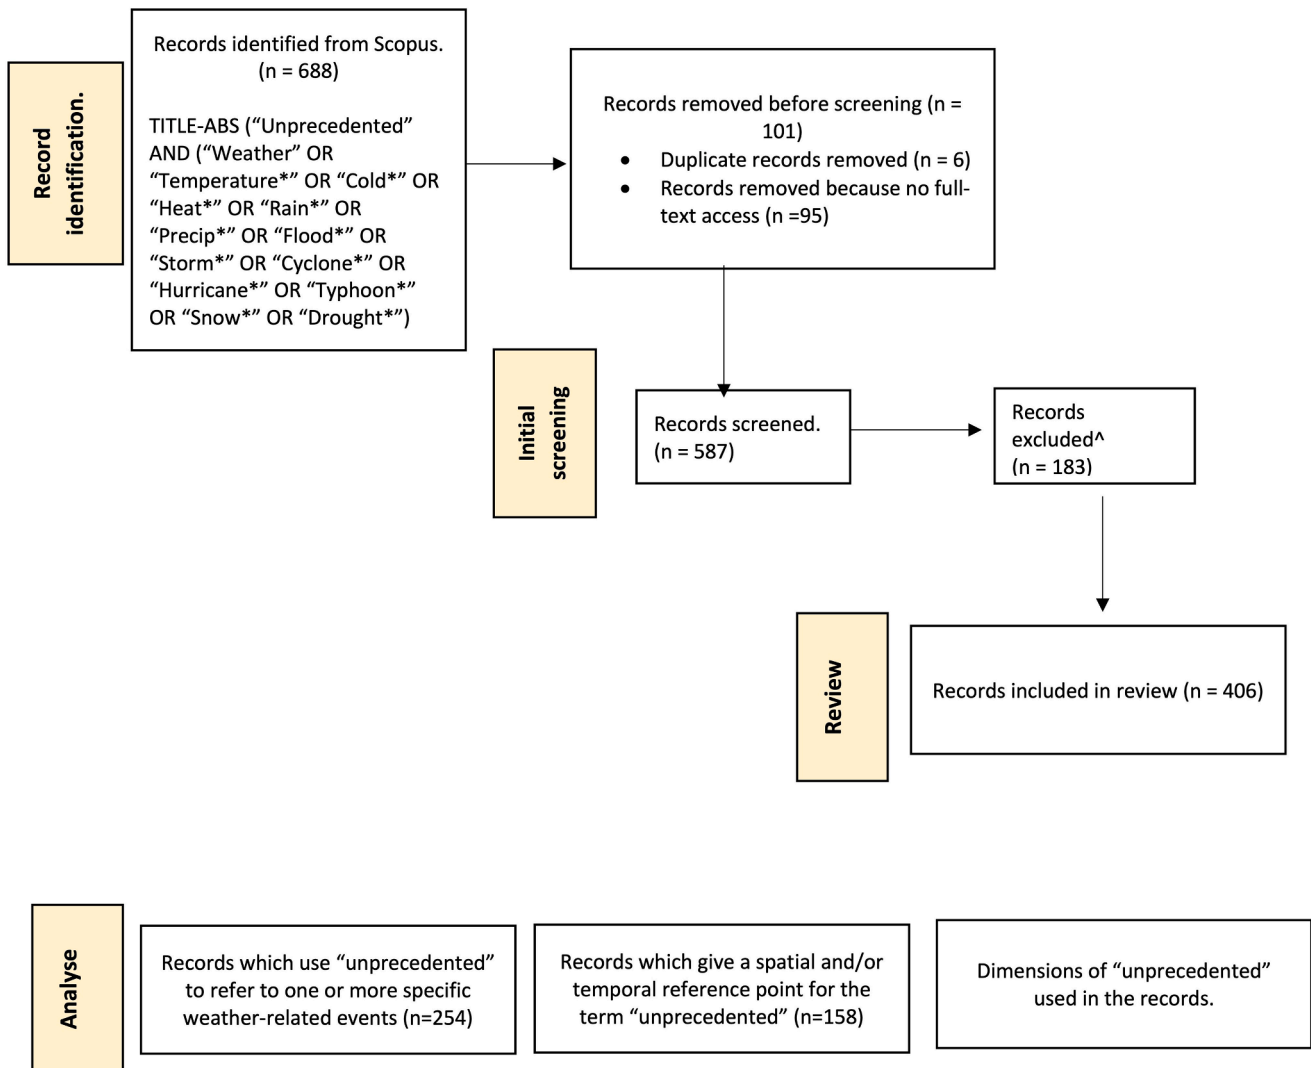 Record
identification.
Records identified from Scopus.
(n = 688)
TITLE-ABS (“Unprecedented”
AND (“Weather” OR
“Temperature*” OR “Cold*” OR
“Heat*” OR “Rain*” OR
“Precip*” OR “Flood*” OR
“Storm*” OR “Cyclone*” OR
“Hurricane*” OR “Typhoon*”
OR “Snow*” OR “Drought*”)
Records removed before screening (n =
101)
• Duplicate records removed (n = 6)
• Records removed because no full-
text access (n =95)
Initial
screening
Records screened.
(n = 587)
Records
excluded^
(n = 183)
Review
Records included in review (n = 406)
Analyse
Records which use “unprecedented”
to refer to one or more specific
weather-related events (n=254)
Records which give a spatial and/or
temporal reference point for the
term “unprecedented” (n=158)
Dimensions of “unprecedented”
used in the records.